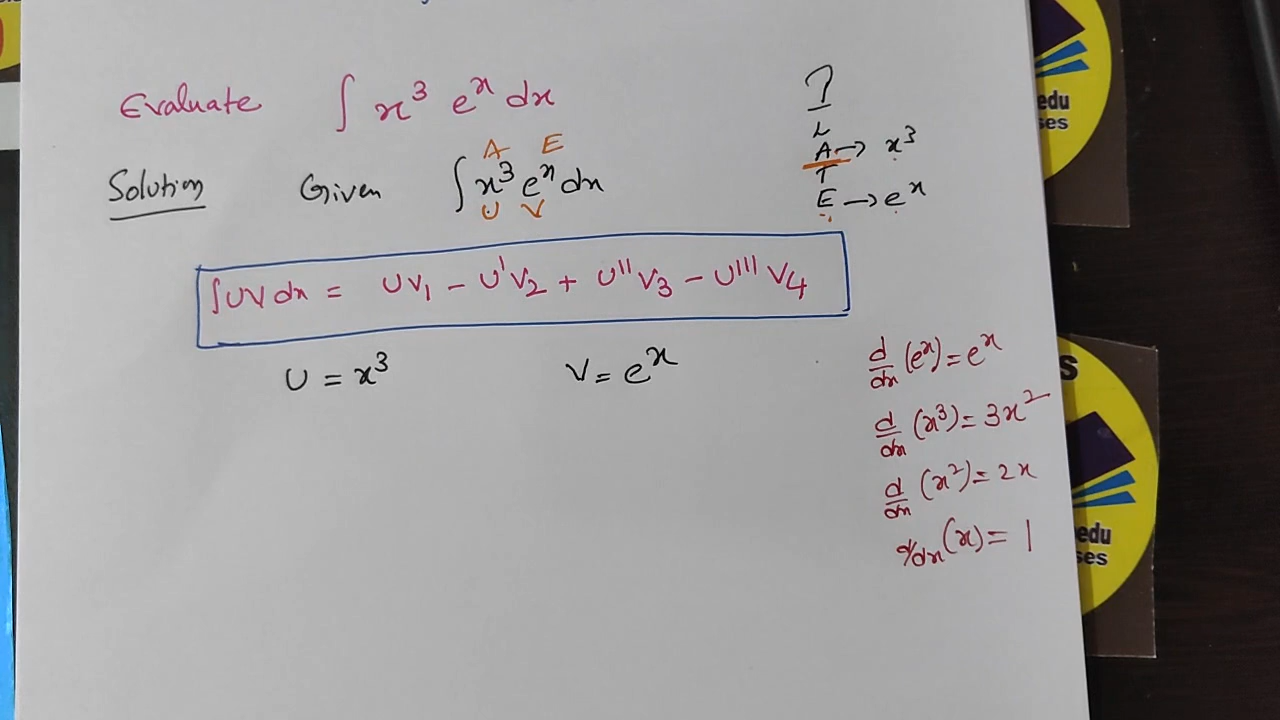 Evaluate ∫ x³ eˣ dx
Solution Given ∫ x³ eˣ dx
A E
U V
I
L
A → x³
T
E → eˣ
∫UV dx = UV₁ - U'V₂ + U''V₃ - U'''V₄
U = x³ V = eˣ
d/dx (eˣ) = eˣ
d/dx (x³) = 3x²
d/dx (x²) = 2x
d/dx (x) = 1
edu
ses
S
edu
ses